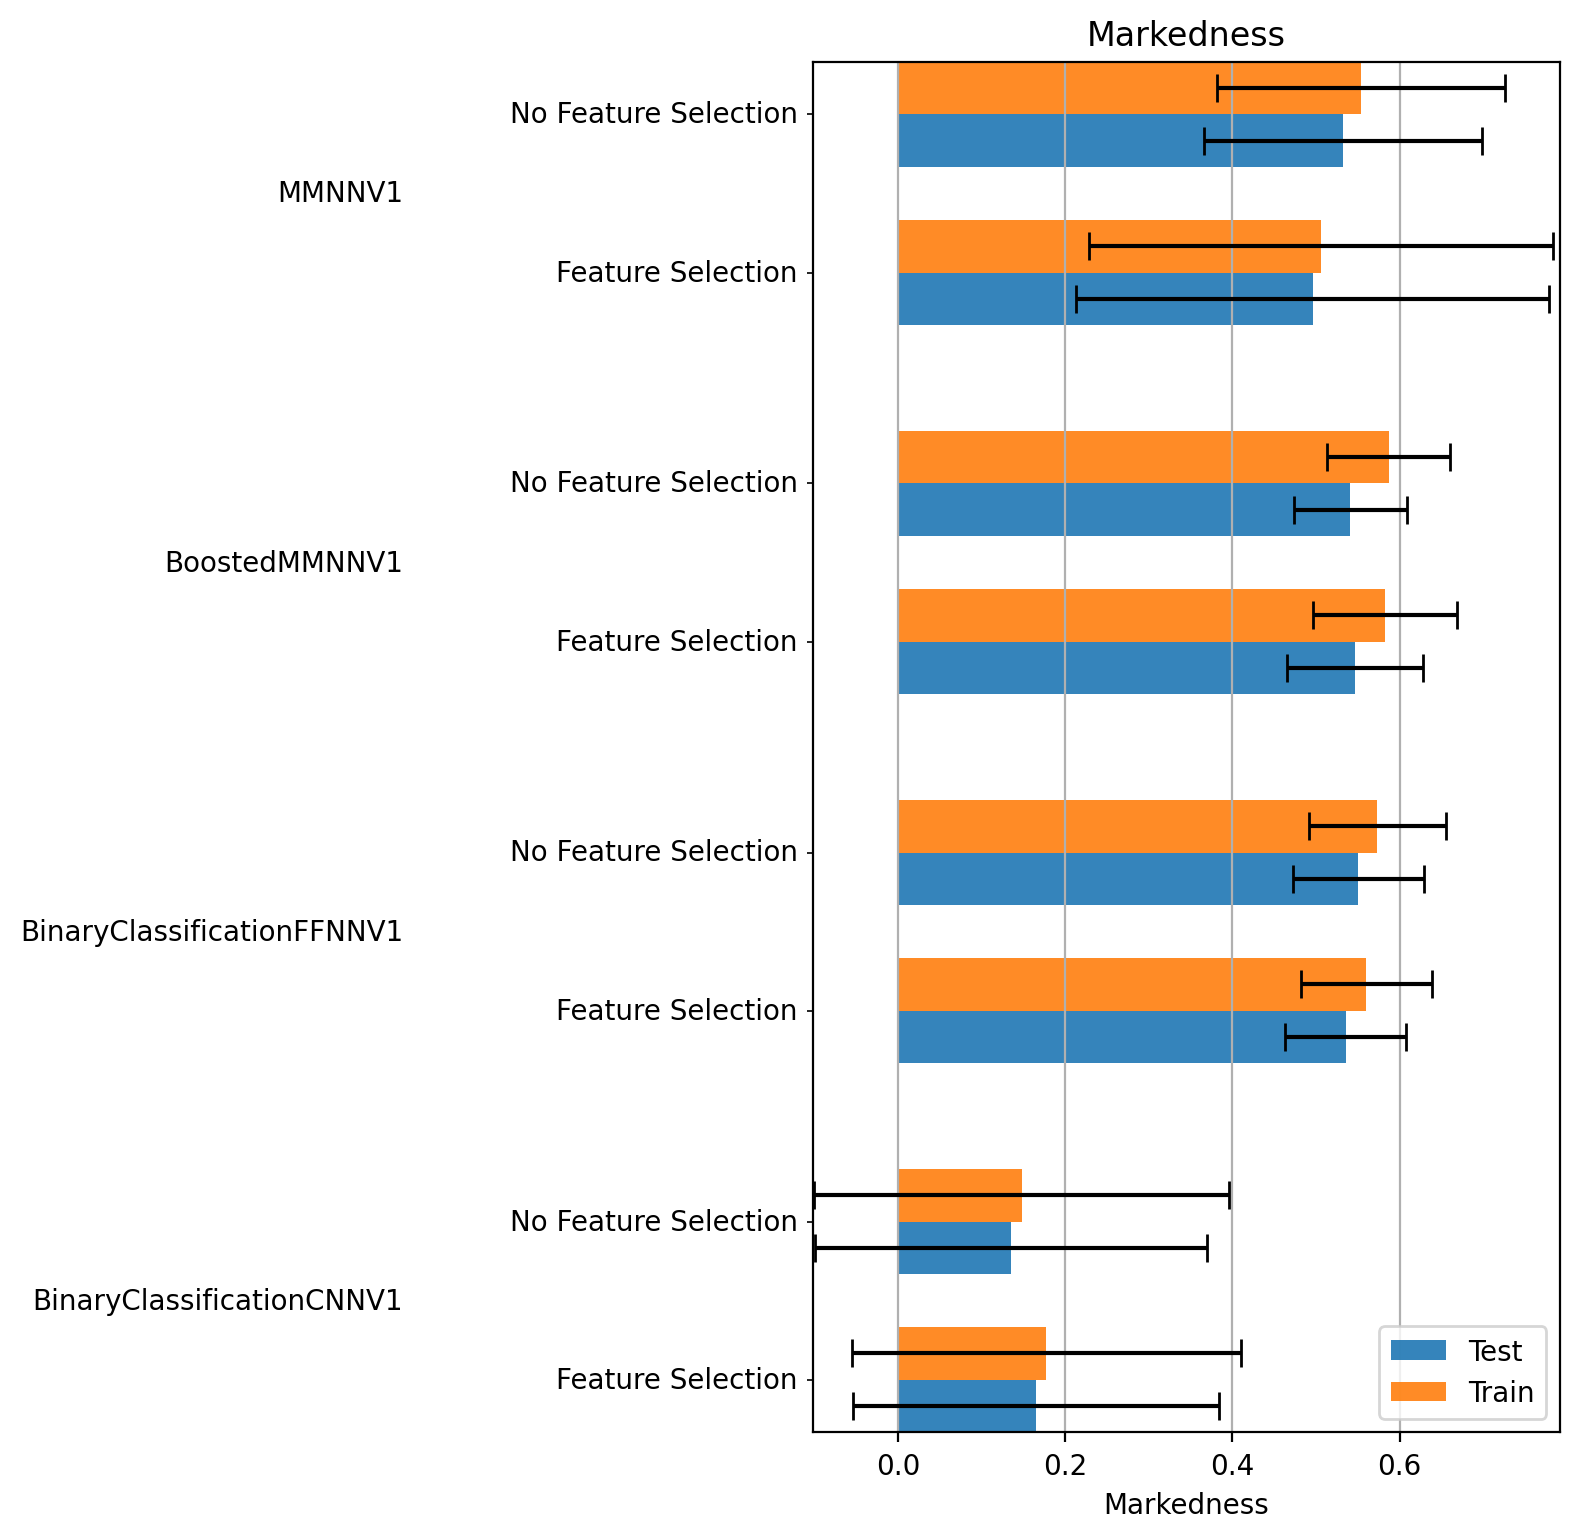 Markedness
No Feature Selection
MMNNV1
Feature Selection
No Feature Selection
BoostedMMNNV1
Feature Selection
No Feature Selection
BinaryClassificationFFNNV1
Feature Selection
No Feature Selection
BinaryClassificationCNNV1
Feature Selection
Test
Train
0.0 0.2 0.4 0.6
Markedness